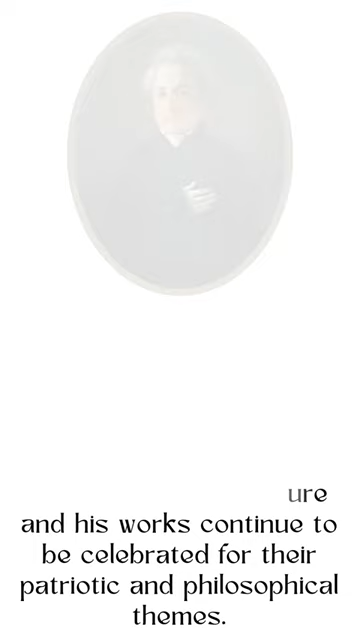 ure
and his works continue to
be celebrated for their
patriotic and philosophical
themes.